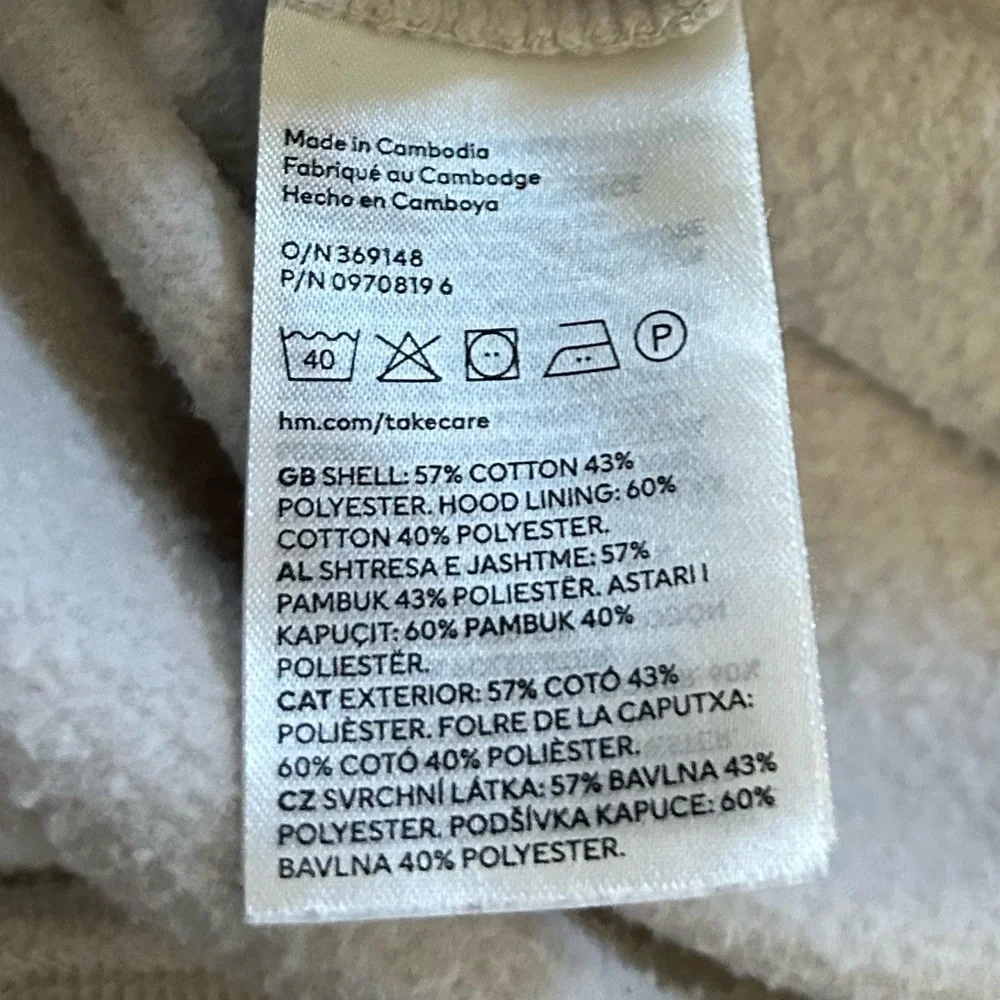 Made in Cambodia
Fabriqué au Cambodge
Hecho en Camboya
O/N 369148
P/N 0970819 6
40 P
hm.com/takecare
GB SHELL: 57% COTTON 43%
POLYESTER. HOOD LINING: 60%
COTTON 40% POLYESTER.
AL SHTRESA E JASHTME: 57%
PAMBUK 43% POLIESTËR. ASTARI I
KAPUÇIT: 60% PAMBUK 40%
POLIESTËR.
CAT EXTERIOR: 57% COTÓ 43%
POLIÈSTER. FOLRE DE LA CAPUTXA:
60% COTÓ 40% POLIÈSTER.
CZ SVRCHNÍ LÁTKA: 57% BAVLNA 43%
POLYESTER. PODŠÍVKA KAPUCE: 60%
BAVLNA 40% POLYESTER.